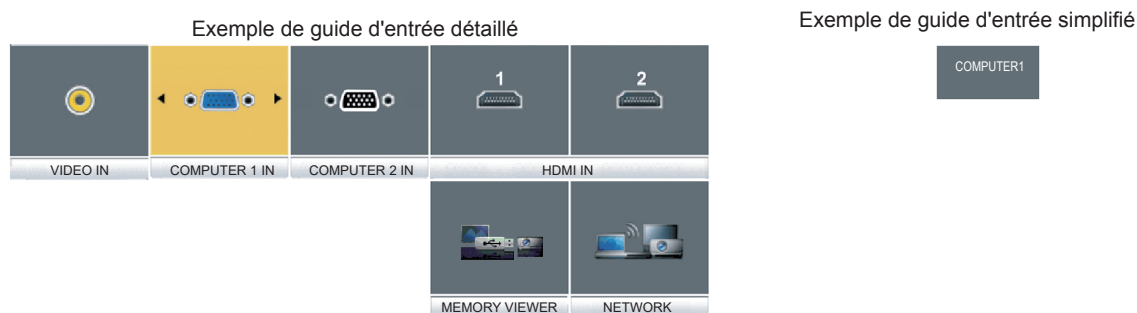 Exemple de guide d'entrée détaillé
Exemple de guide d'entrée simplifié
COMPUTER1
1
2
VIDEO IN
COMPUTER 1 IN
COMPUTER 2 IN
HDMI IN
MEMORY VIEWER
NETWORK